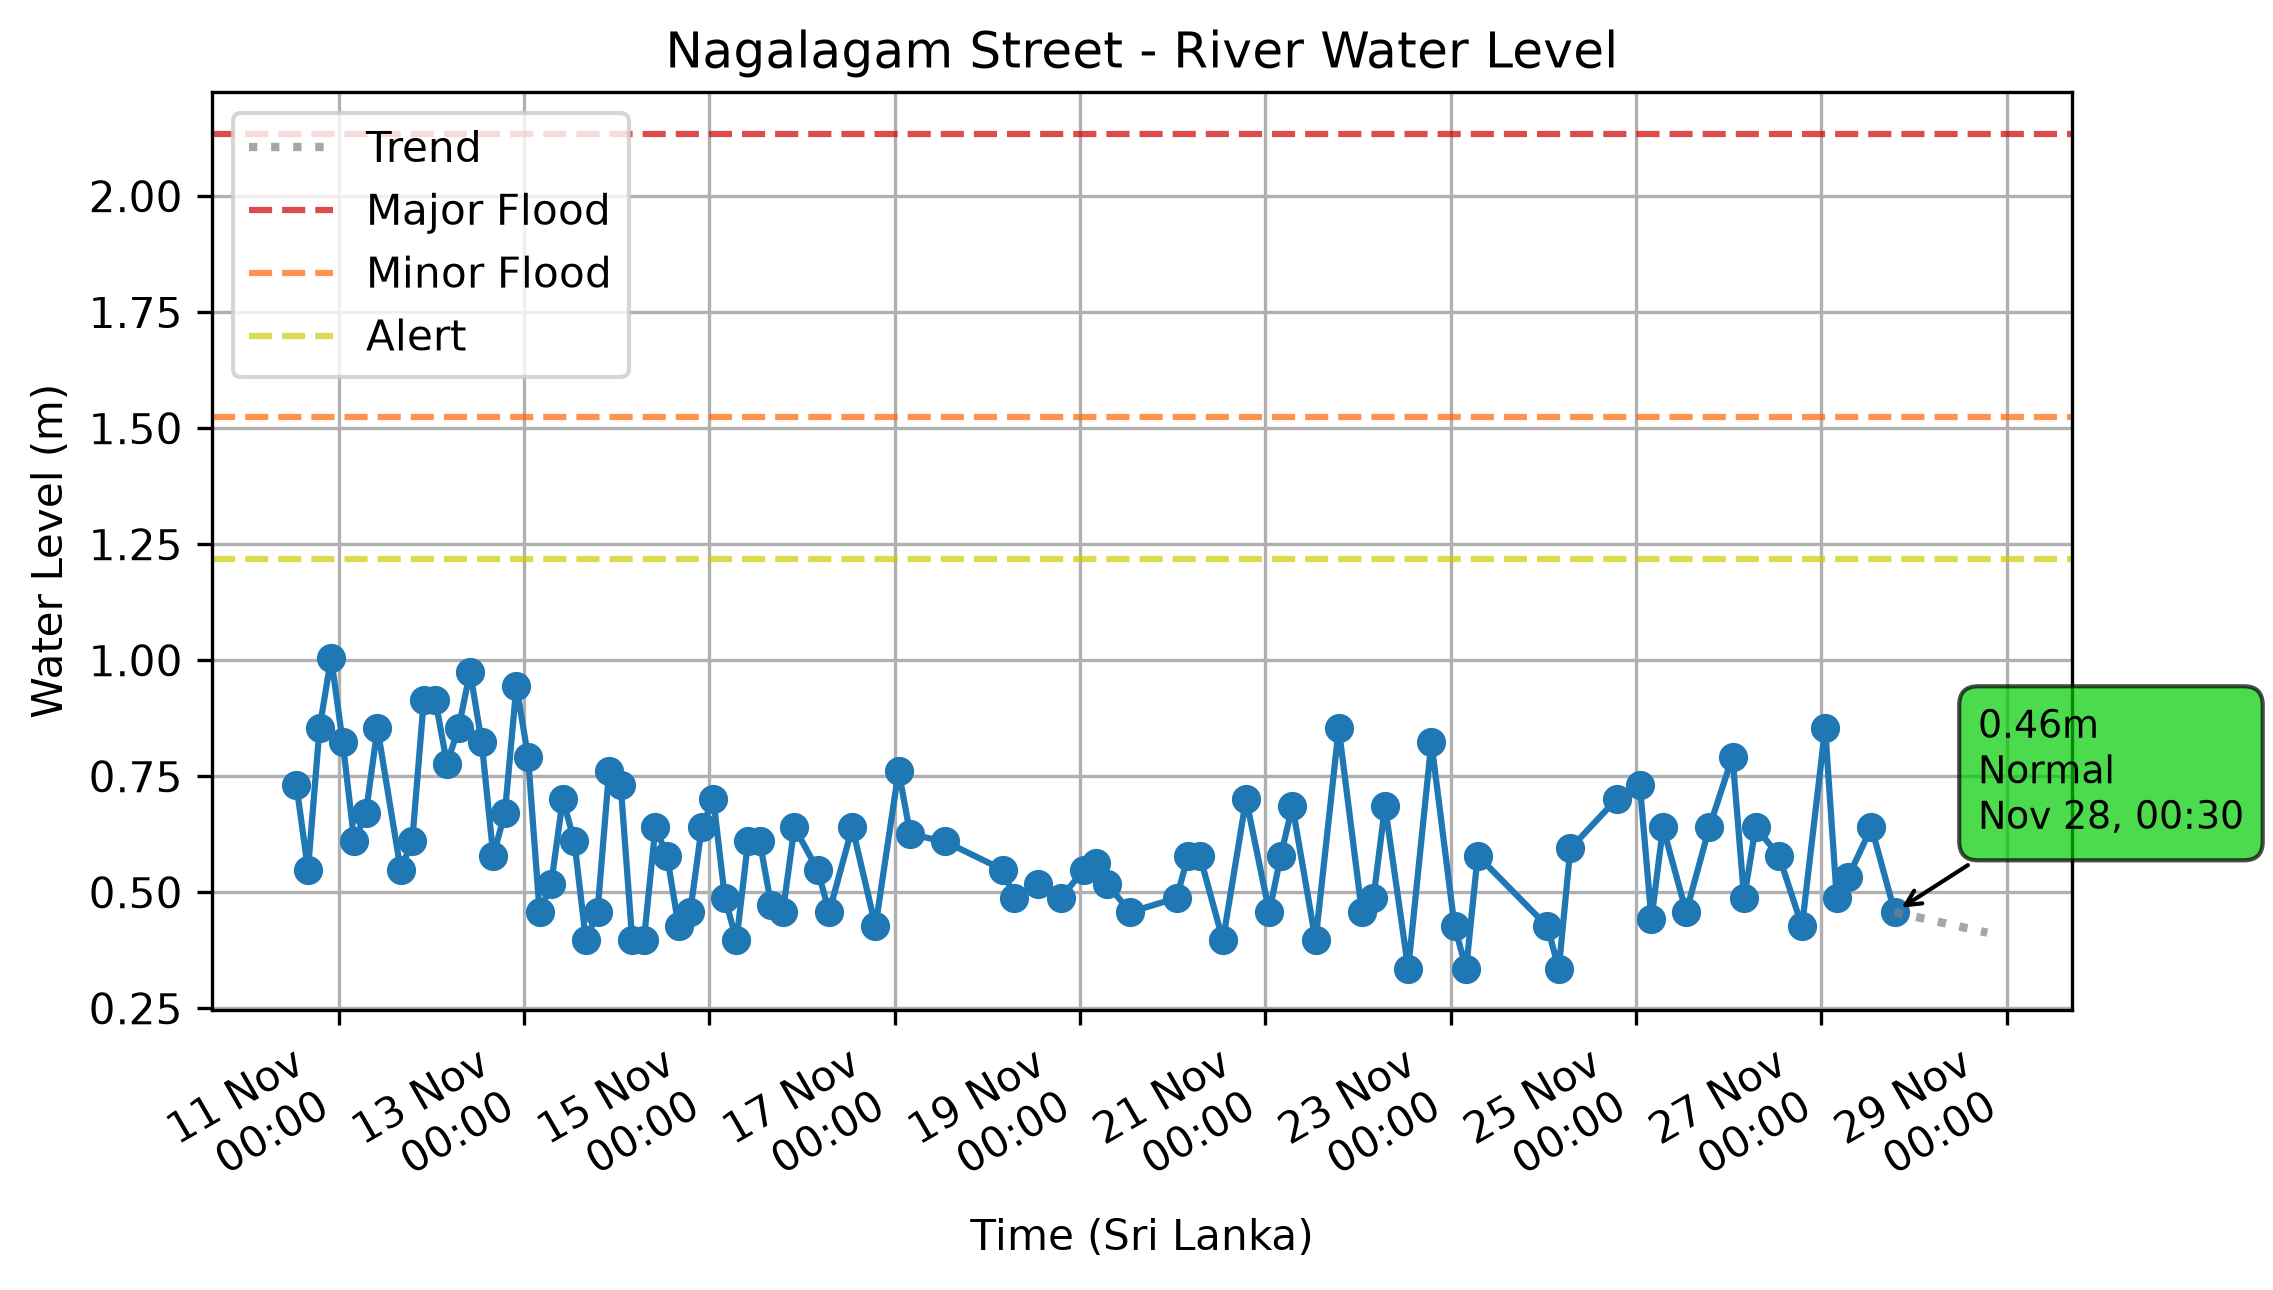 Nagalagam Street - River Water Level
Trend
Major Flood
Minor Flood
Alert
Water Level (m)
2.00
1.75
1.50
1.25
1.00
0.75
0.50
0.25
0.46m
Normal
Nov 28, 00:30
11 Nov
00:00
13 Nov
00:00
15 Nov
00:00
17 Nov
00:00
19 Nov
00:00
21 Nov
00:00
23 Nov
00:00
25 Nov
00:00
27 Nov
00:00
29 Nov
00:00
Time (Sri Lanka)